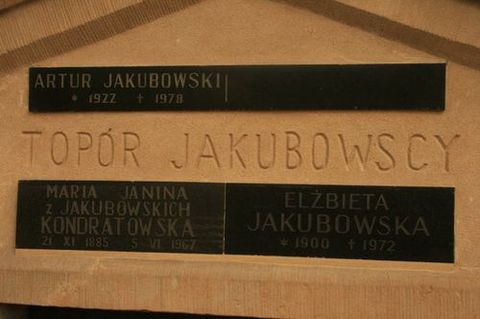 ARTUR JAKUBOWSKI
* 1922 † 1978
TOPÓR JAKUBOWSCY
MARIA JANINA
z JAKUBOWSKICH
KONDRATOWSKA
21 XI 1885 5 VI 1967
ELŻBIETA
JAKUBOWSKA
* 1900 † 1972